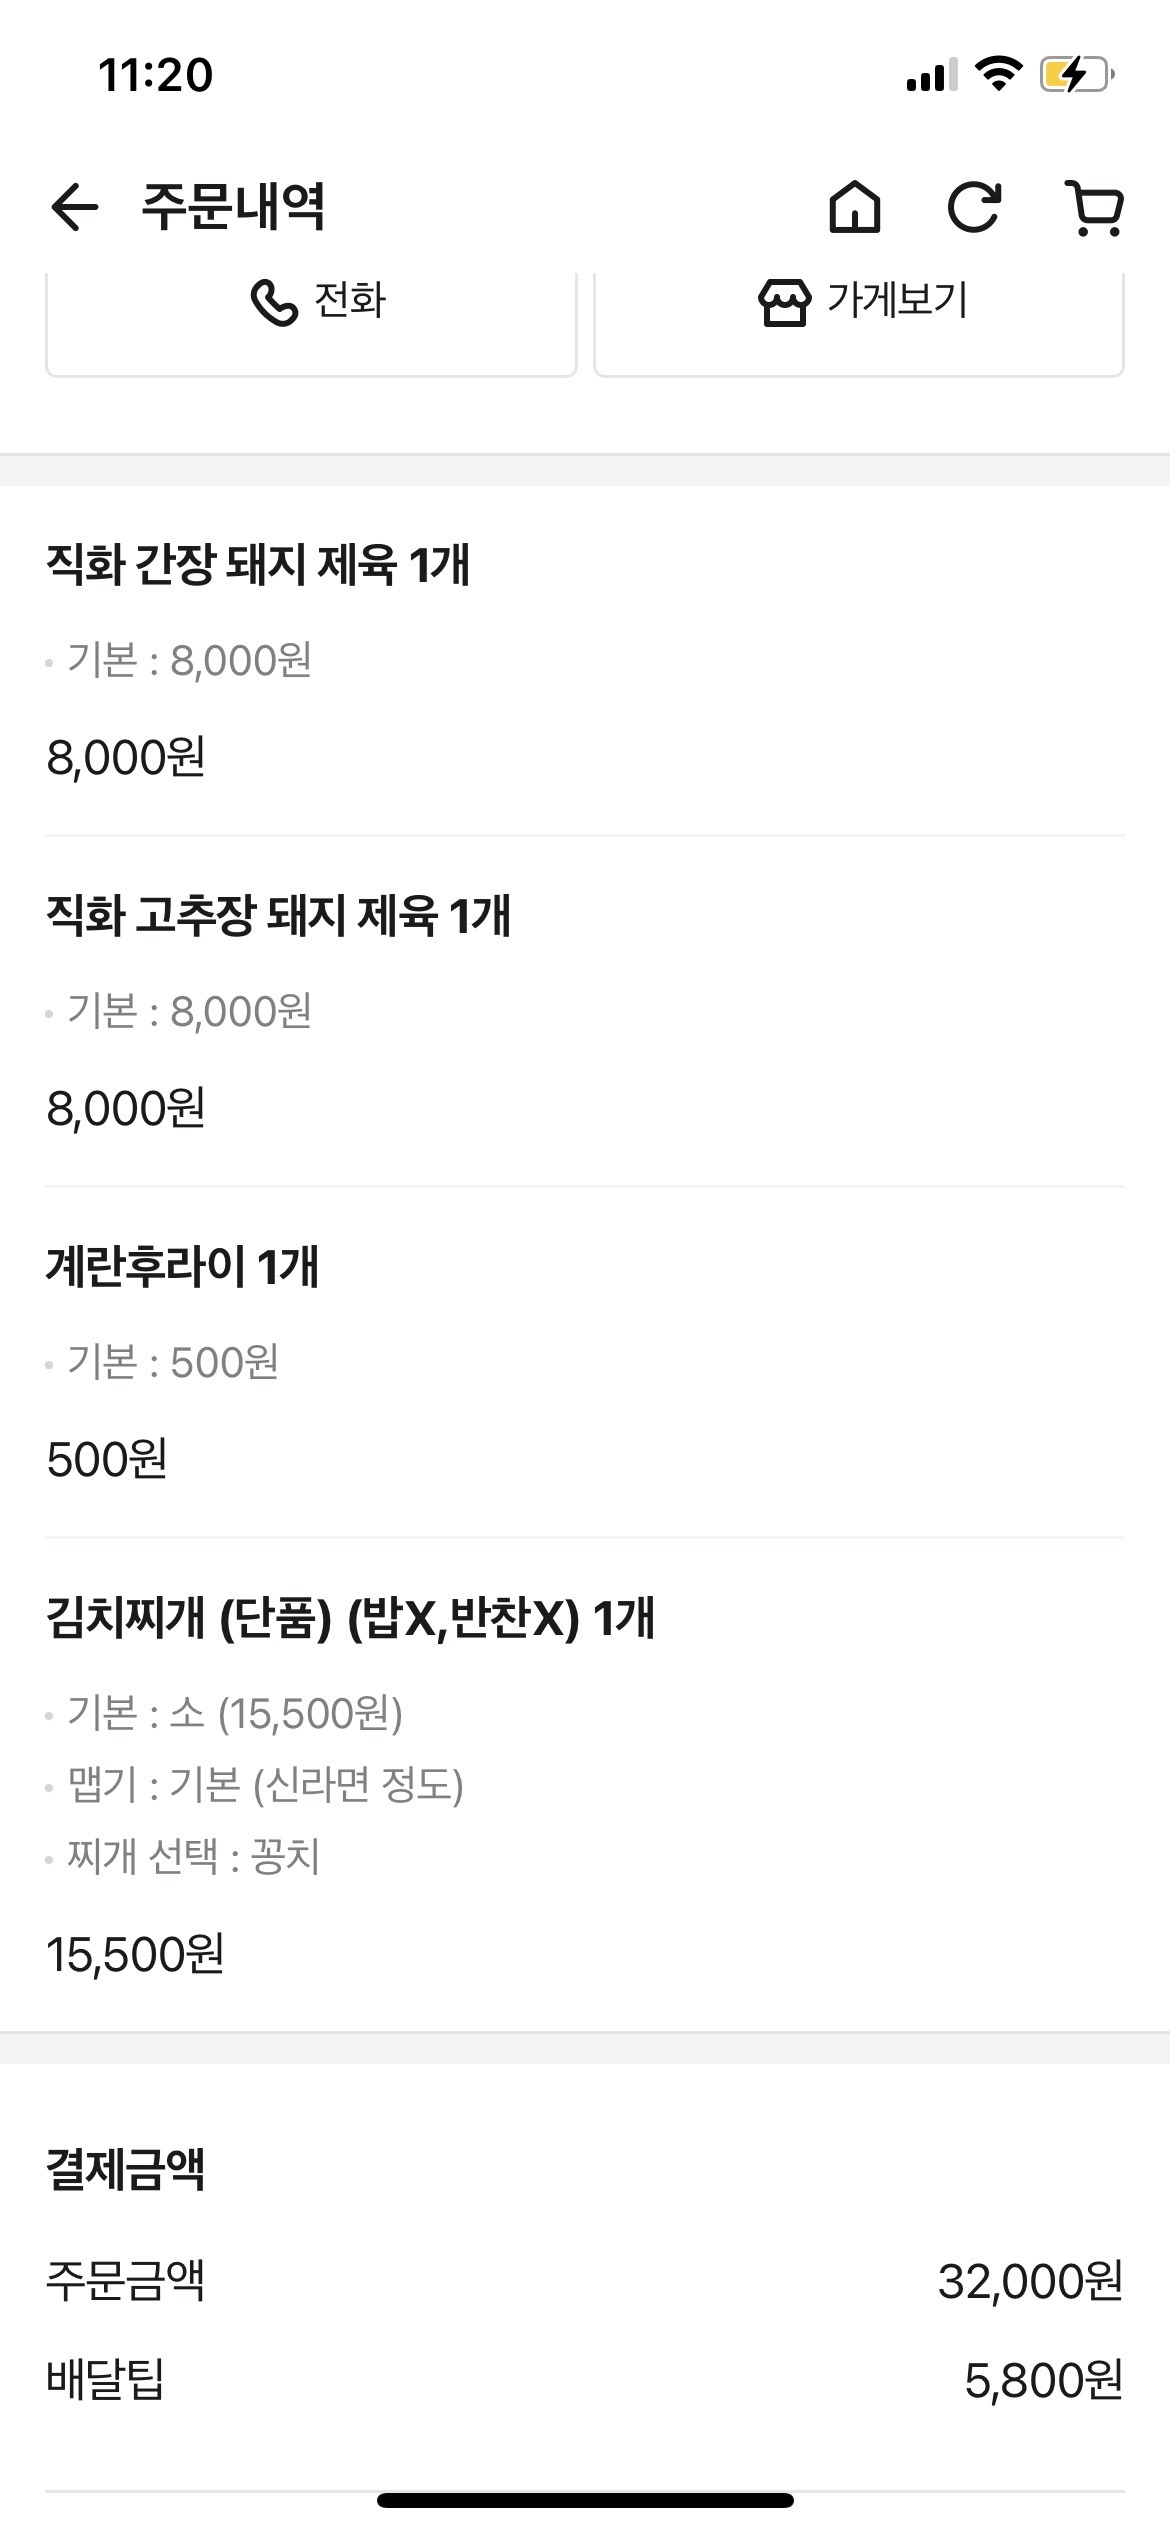 11:20
주문내역
전화
가게보기
직화 간장 돼지 제육 1개
• 기본 : 8,000원
8,000원
직화 고추장 돼지 제육 1개
• 기본 : 8,000원
8,000원
계란후라이 1개
• 기본 : 500원
500원
김치찌개 (단품) (밥X,반찬X) 1개
• 기본 : 소 (15,500원)
• 맵기 : 기본 (신라면 정도)
• 찌개 선택 : 꽁치
15,500원
결제금액
주문금액 32,000원
배달팁 5,800원